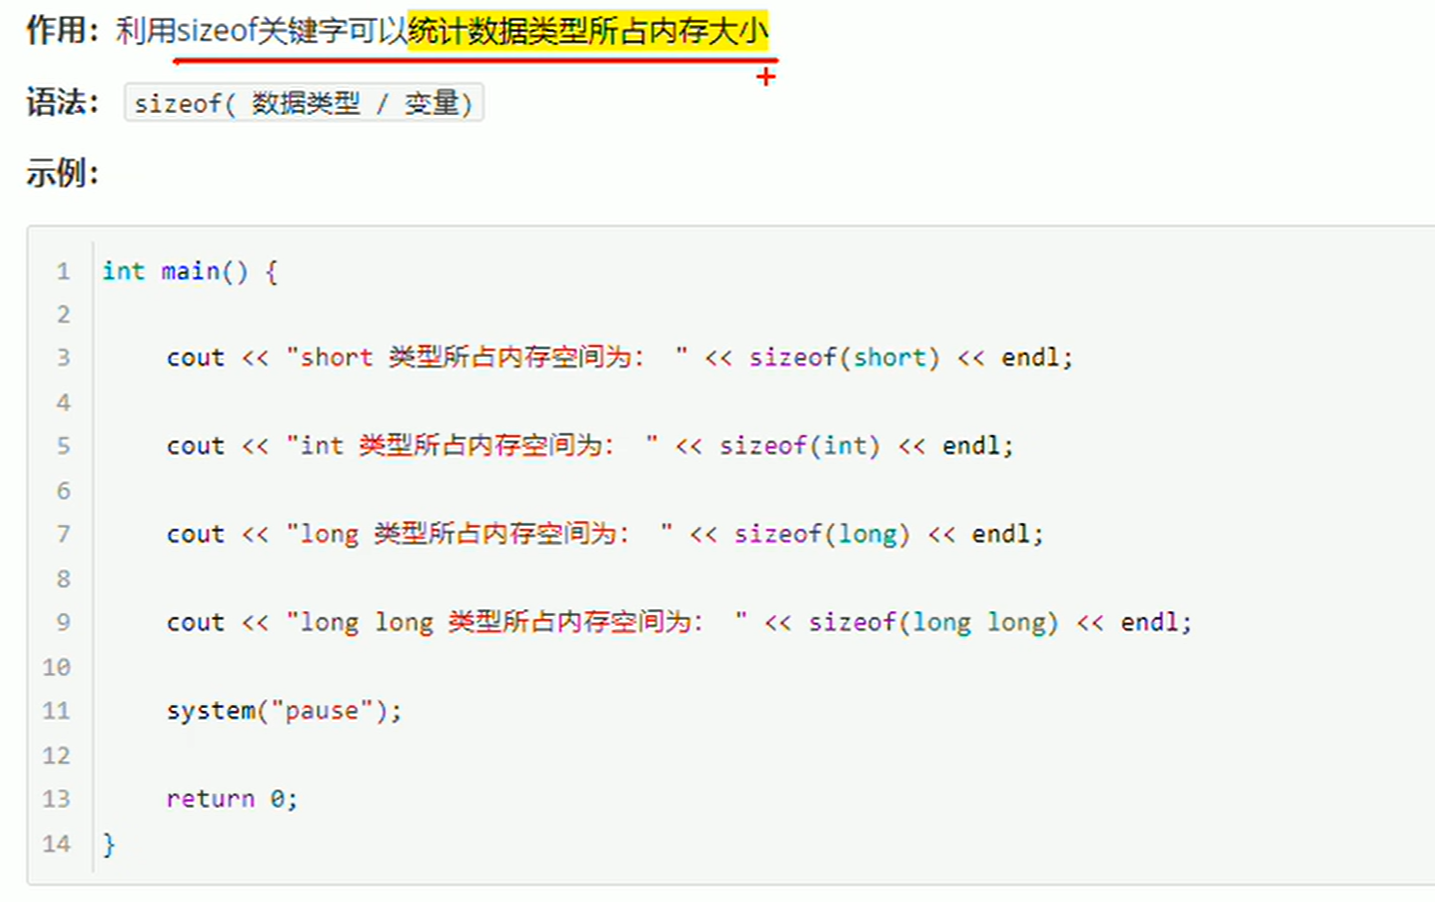 作用：利用sizeof关键字可以统计数据类型所占内存大小
语法： sizeof( 数据类型 / 变量)
示例：
1 int main() {
2
3 cout << "short 类型所占内存空间为： " << sizeof(short) << endl;
4
5 cout << "int 类型所占内存空间为： " << sizeof(int) << endl;
6
7 cout << "long 类型所占内存空间为： " << sizeof(long) << endl;
8
9 cout << "long long 类型所占内存空间为： " << sizeof(long long) << endl;
10
11 system("pause");
12
13 return 0;
14 }